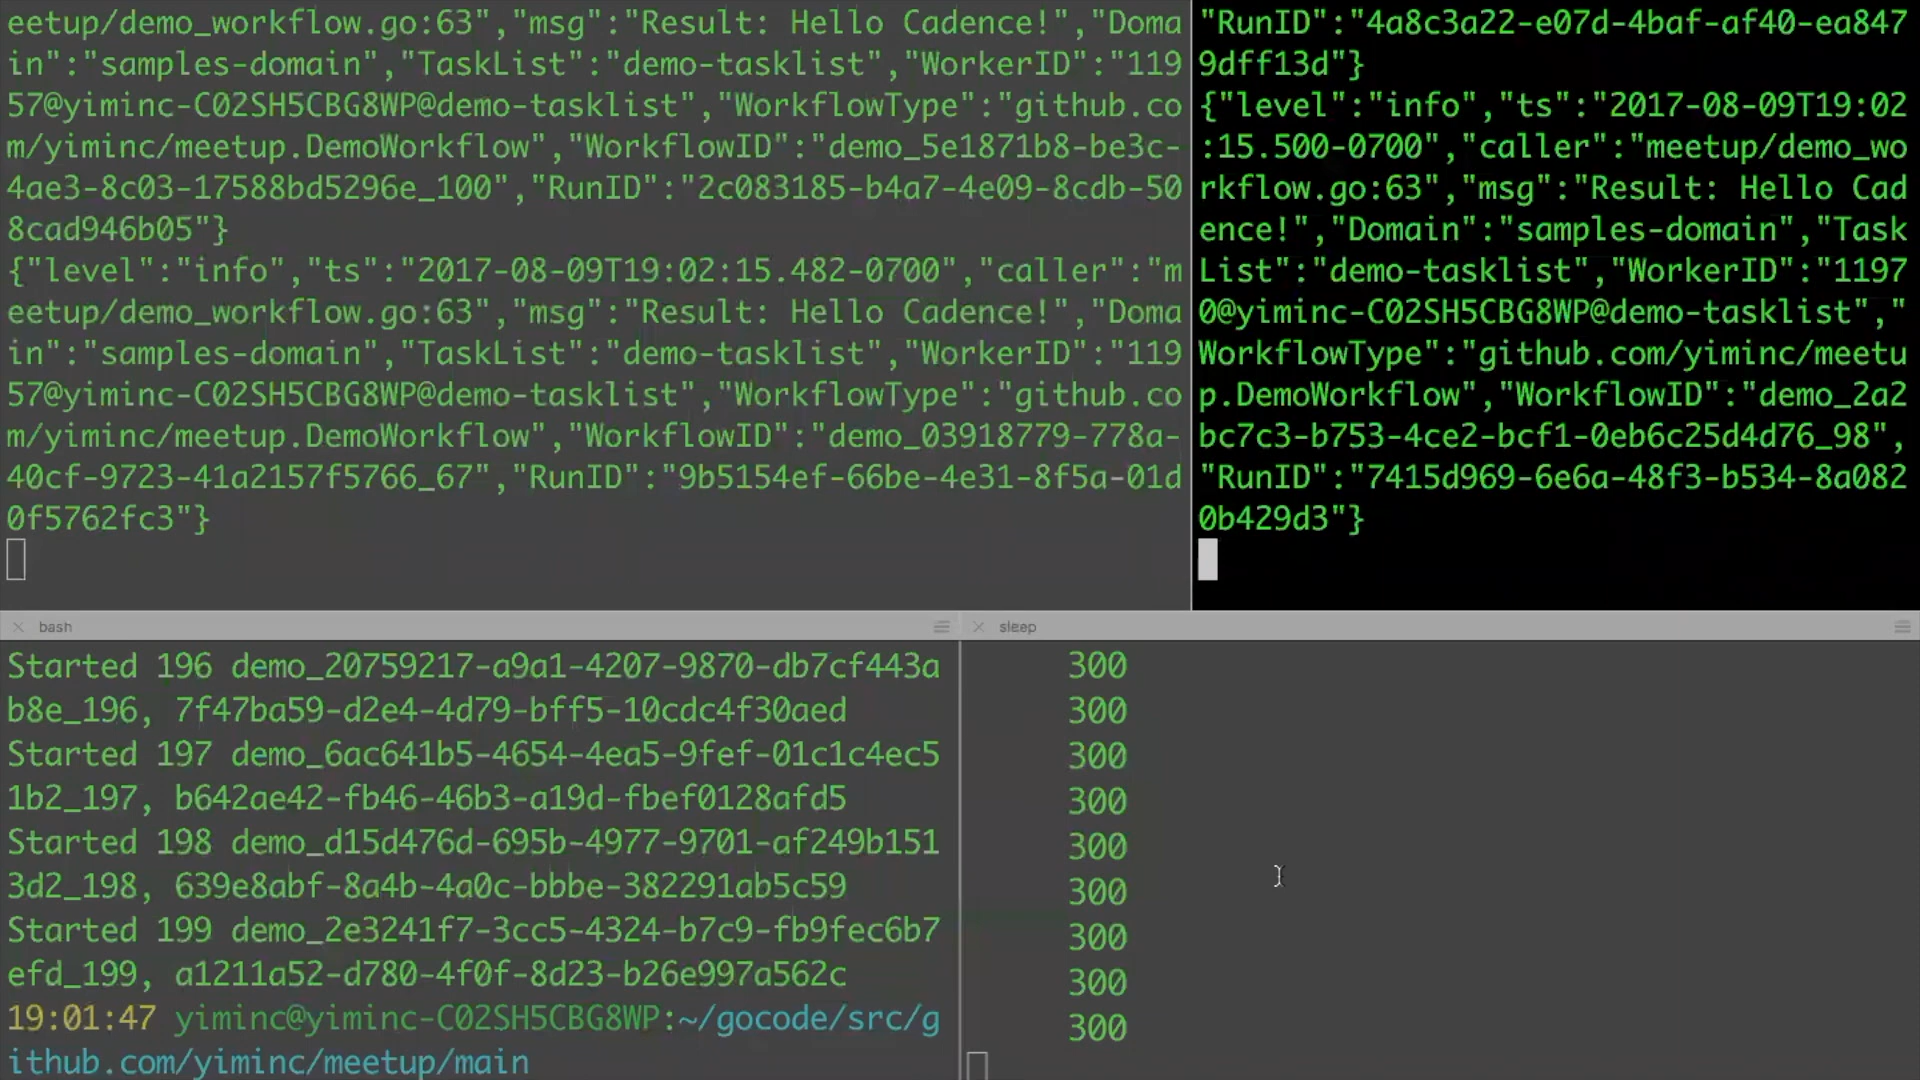 eetup/demo_workflow.go:63","msg":"Result: Hello Cadence!","Doma
in":"samples-domain","TaskList":"demo-tasklist","WorkerID":"119
57@yiminc-C02SH5CBG8WP@demo-tasklist","WorkflowType":"github.co
m/yiminc/meetup.DemoWorkflow","WorkflowID":"demo_5e1871b8-be3c-
4ae3-8c03-17588bd5296e_100","RunID":"2c083185-b4a7-4e09-8cdb-50
8cad946b05"}
{"level":"info","ts":"2017-08-09T19:02:15.482-0700","caller":"m
eetup/demo_workflow.go:63","msg":"Result: Hello Cadence!","Doma
in":"samples-domain","TaskList":"demo-tasklist","WorkerID":"119
57@yiminc-C02SH5CBG8WP@demo-tasklist","WorkflowType":"github.co
m/yiminc/meetup.DemoWorkflow","WorkflowID":"demo_03918779-778a-
40cf-9723-41a2157f5766_67","RunID":"9b5154ef-66be-4e31-8f5a-01d
0f5762fc3"}
"RunID":"4a8c3a22-e07d-4baf-af40-ea847
9dff13d"}
{"level":"info","ts":"2017-08-09T19:02
:15.500-0700","caller":"meetup/demo_wo
rkflow.go:63","msg":"Result: Hello Cad
ence!","Domain":"samples-domain","Task
List":"demo-tasklist","WorkerID":"1197
0@yiminc-C02SH5CBG8WP@demo-tasklist","
WorkflowType":"github.com/yiminc/meetu
p.DemoWorkflow","WorkflowID":"demo_2a2
bc7c3-b753-4ce2-bcf1-0eb6c25d4d76_98",
"RunID":"7415d969-6e6a-48f3-b534-8a082
0b429d3"}
bash
Started 196 demo_20759217-a9a1-4207-9870-db7cf443a
b8e_196, 7f47ba59-d2e4-4d79-bff5-10cdc4f30aed
Started 197 demo_6ac641b5-4654-4ea5-9fef-01c1c4ec5
1b2_197, b642ae42-fb46-46b3-a19d-fbef0128afd5
Started 198 demo_d15d476d-695b-4977-9701-af249b151
3d2_198, 639e8abf-8a4b-4a0c-bbbe-382291ab5c59
Started 199 demo_2e3241f7-3cc5-4324-b7c9-fb9fec6b7
efd_199, a1211a52-d780-4f0f-8d23-b26e997a562c
19:01:47 yiminc@yiminc-C02SH5CBG8WP:~/gocode/src/g
ithub.com/yiminc/meetup/main
sleep
300
300
300
300
300
300
300
300
300